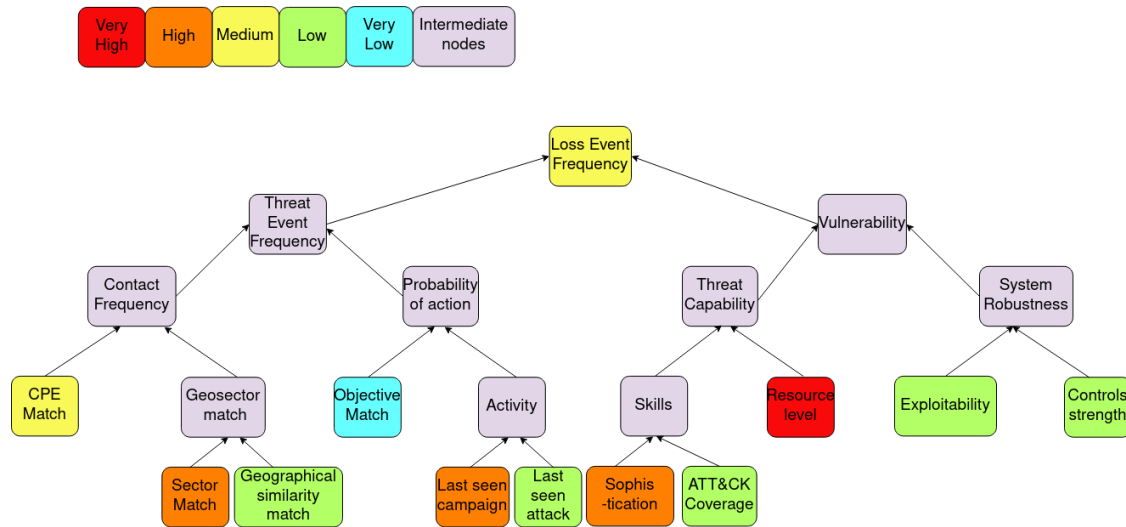 Very
High
High
Medium
Low
Very
Low
Intermediate
nodes
Loss Event
Frequency
Threat
Event
Frequency
Vulnerability
Contact
Frequency
Probability
of action
Threat
Capability
System
Robustness
CPE
Match
Geosector
match
Objective
Match
Activity
Skills
Resource
level
Exploitability
Controls
strength
Sector
Match
Geographical
similarity
match
Last seen
campaign
Last
seen
attack
Sophis
-tication
ATT&CK
Coverage